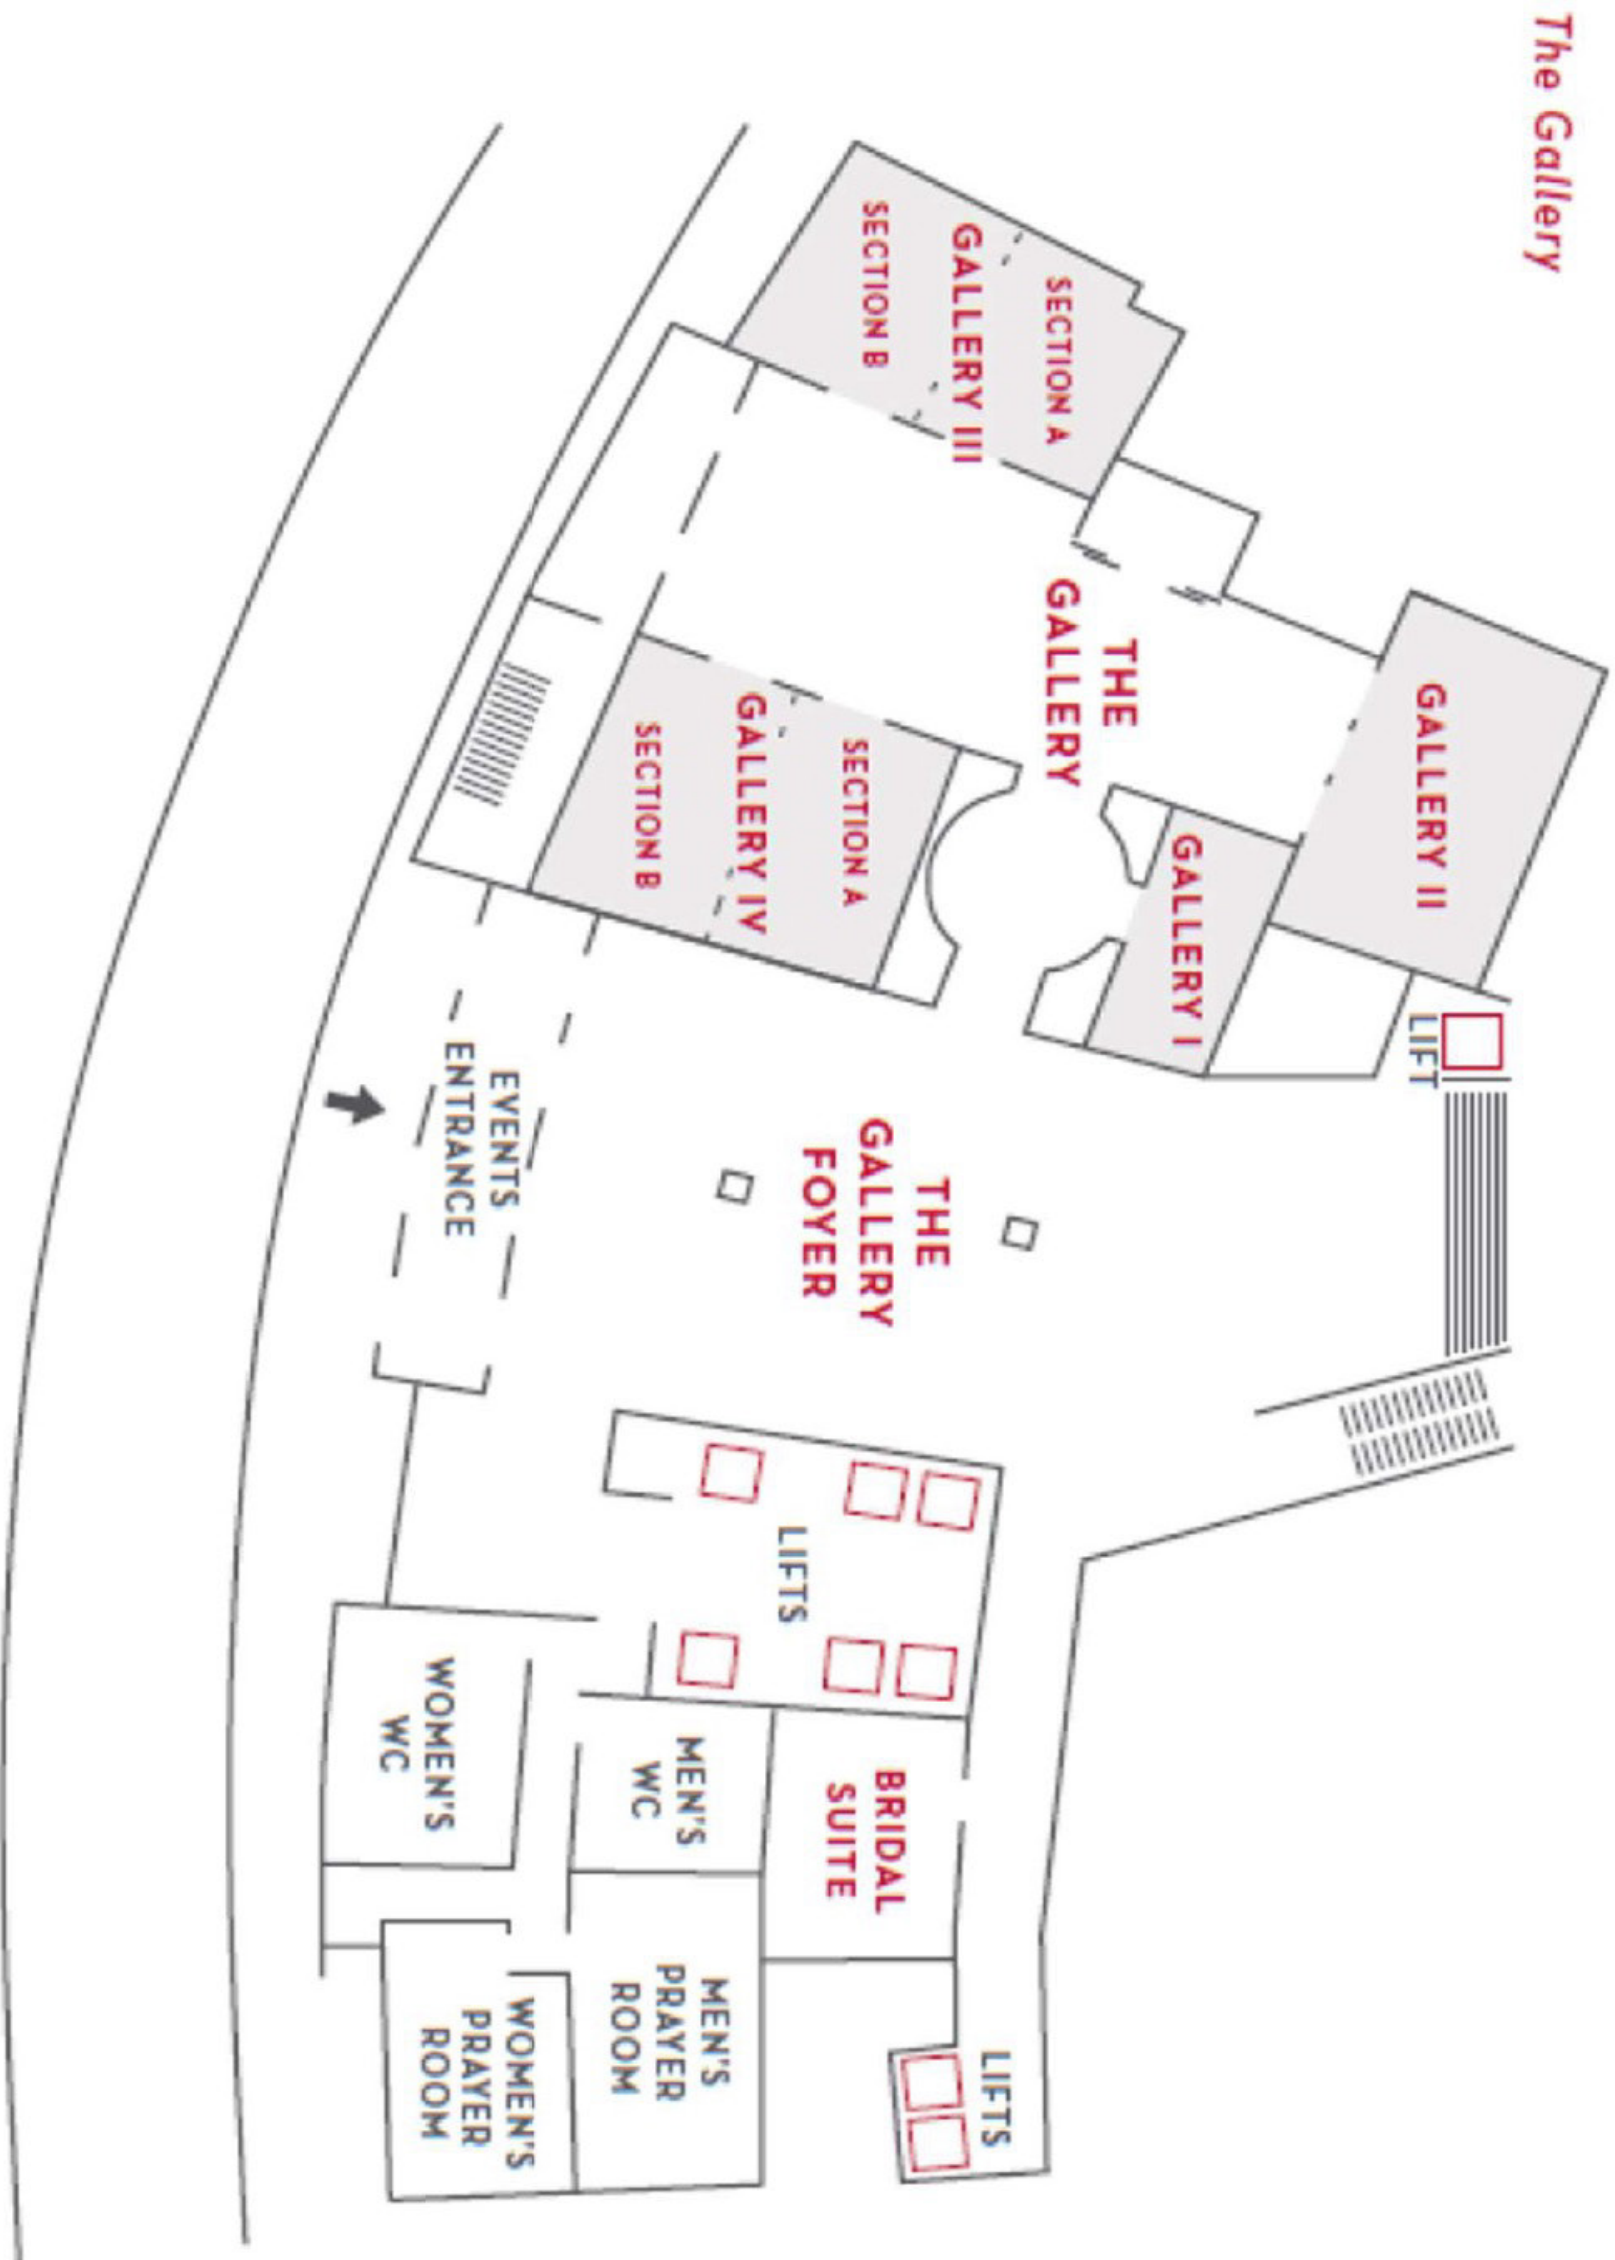 The Gallery
GALLERY II
LIFT
GALLERY I
THE
GALLERY
SECTION A
GALLERY III
SECTION B
SECTION A
GALLERY IV
SECTION B
THE
GALLERY
FOYER
EVENTS
ENTRANCE
LIFTS
LIFTS
BRIDAL
SUITE
MEN'S
WC
WOMEN'S
WC
MEN'S
PRAYER
ROOM
WOMEN'S
PRAYER
ROOM